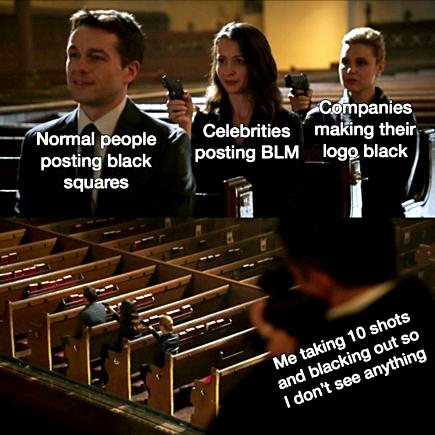 Normal people
posting black
squares
Celebrities
posting BLM
Companies
making their
logo black
Me taking 10 shots
and blacking out so
I don't see anything